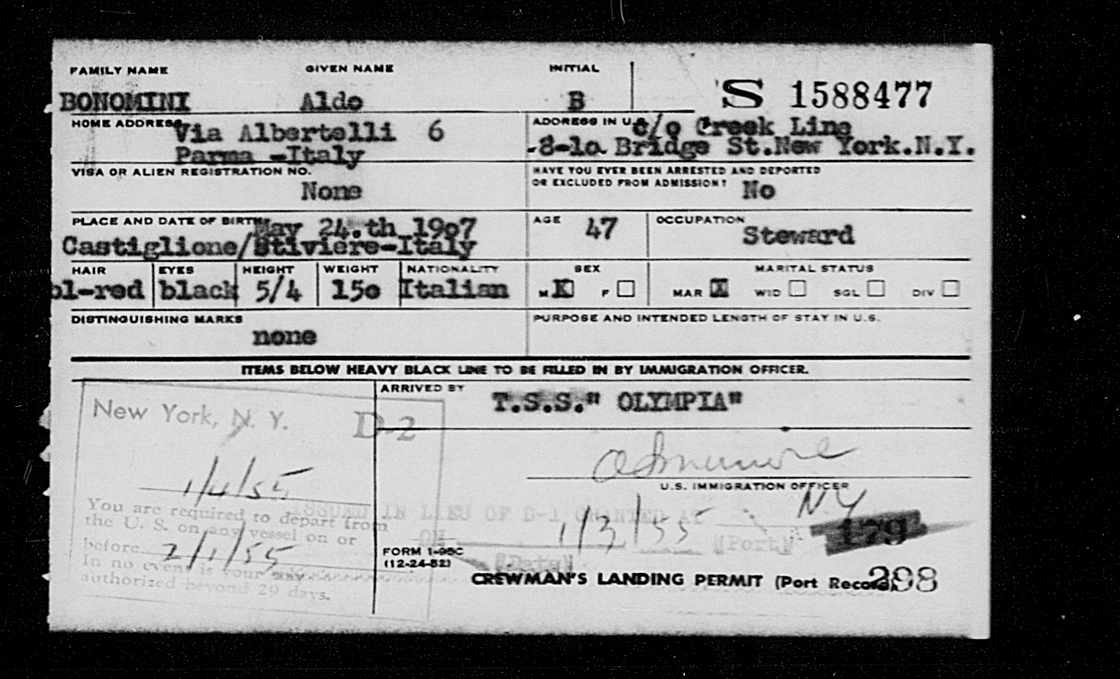 FAMILY NAME GIVEN NAME INITIAL
BONOMINI Aldo B S 1588477
HOME ADDRESS Via Albertelli 6
Parma -Italy
ADDRESS IN U.S. c/o Creek Line
-8-lo Bridge St.New York.N.Y.
VISA OR ALIEN REGISTRATION NO.
None
HAVE YOU EVER BEEN ARRESTED AND DEPORTED
OR EXCLUDED FROM ADMISSION? No
PLACE AND DATE OF BIRTH May 24.th 19o7
Castiglione/Stiviere-Italy
AGE 47
OCCUPATION
Steward
HAIR EYES HEIGHT WEIGHT NATIONALITY SEX MARITAL STATUS
bl-red black 5/4 15o Italian M X F MAR X WID SGL DIV
DISTINGUISHING MARKS
none
PURPOSE AND INTENDED LENGTH OF STAY IN U.S.
ITEMS BELOW HEAVY BLACK LINE TO BE FILLED IN BY IMMIGRATION OFFICER.
ARRIVED BY
T.S.S." OLYMPIA"
New York, N. Y.
D-2
1/4/55
You are required to depart from
the U. S. on any vessel on or
before 2/1/55
In no event is your
authorized beyond 29 days.
U.S. IMMIGRATION OFFICER
ISSUED IN LIEU OF D-1 GRANTED AT N Y
ON 1/3/55 (Port)
(Date)
179
FORM I-95C
(12-24-52)
CREWMAN'S LANDING PERMIT (Port Record)
298